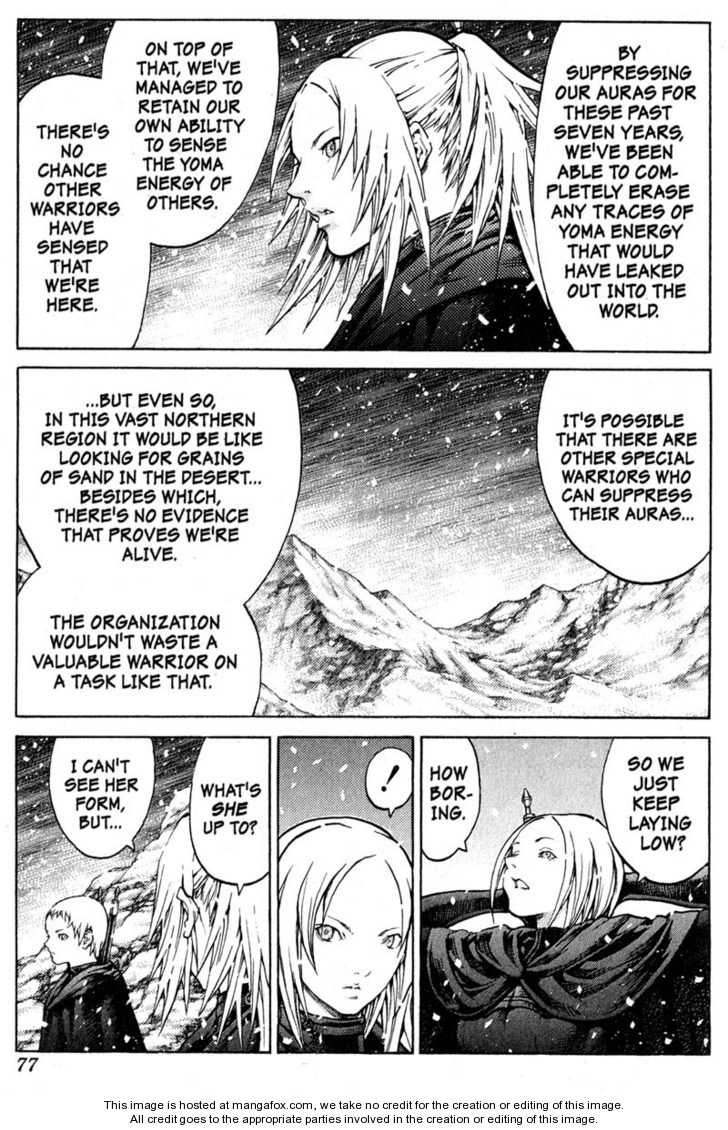 BY
SUPPRESSING
OUR AURAS FOR
THESE PAST
SEVEN YEARS,
WE'VE BEEN
ABLE TO COM-
PLETELY ERASE
ANY TRACES OF
YOMA ENERGY
THAT WOULD
HAVE LEAKED
OUT INTO THE
WORLD.
ON TOP OF
THAT, WE'VE
MANAGED TO
RETAIN OUR
OWN ABILITY
TO SENSE
THE YOMA
ENERGY OF
OTHERS.
THERE'S
NO
CHANCE
OTHER
WARRIORS
HAVE
SENSED
THAT
WE'RE
HERE.
IT'S POSSIBLE
THAT THERE ARE
OTHER SPECIAL
WARRIORS WHO
CAN SUPPRESS
THEIR AURAS...
...BUT EVEN SO,
IN THIS VAST NORTHERN
REGION IT WOULD BE LIKE
LOOKING FOR GRAINS
OF SAND IN THE DESERT...
BESIDES WHICH,
THERE'S NO EVIDENCE
THAT PROVES WE'RE
ALIVE.
THE ORGANIZATION
WOULDN'T WASTE A
VALUABLE WARRIOR ON
A TASK LIKE THAT.
SO WE
JUST
KEEP
LAYING
LOW?
HOW
BOR-
ING.
!
WHAT'S
SHE
UP TO?
I CAN'T
SEE HER
FORM,
BUT...
77
This image is hosted at mangafox.com, we take no credit for the creation or editing of this image.
All credit goes to the appropriate parties involved in the creation or editing of this image.